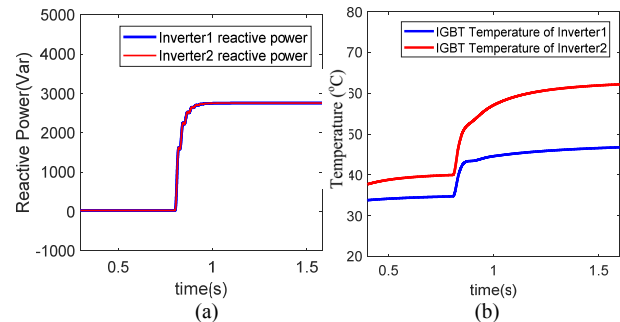 Inverter1 reactive power
Inverter2 reactive power
Reactive Power(Var)
5000
4000
3000
2000
1000
0
-1000
0.5
1
1.5
time(s)
(a)
IGBT Temperature of Inverter1
IGBT Temperature of Inverter2
Temperature (°C)
80
70
60
50
40
30
20
0.5
1
1.5
time(s)
(b)